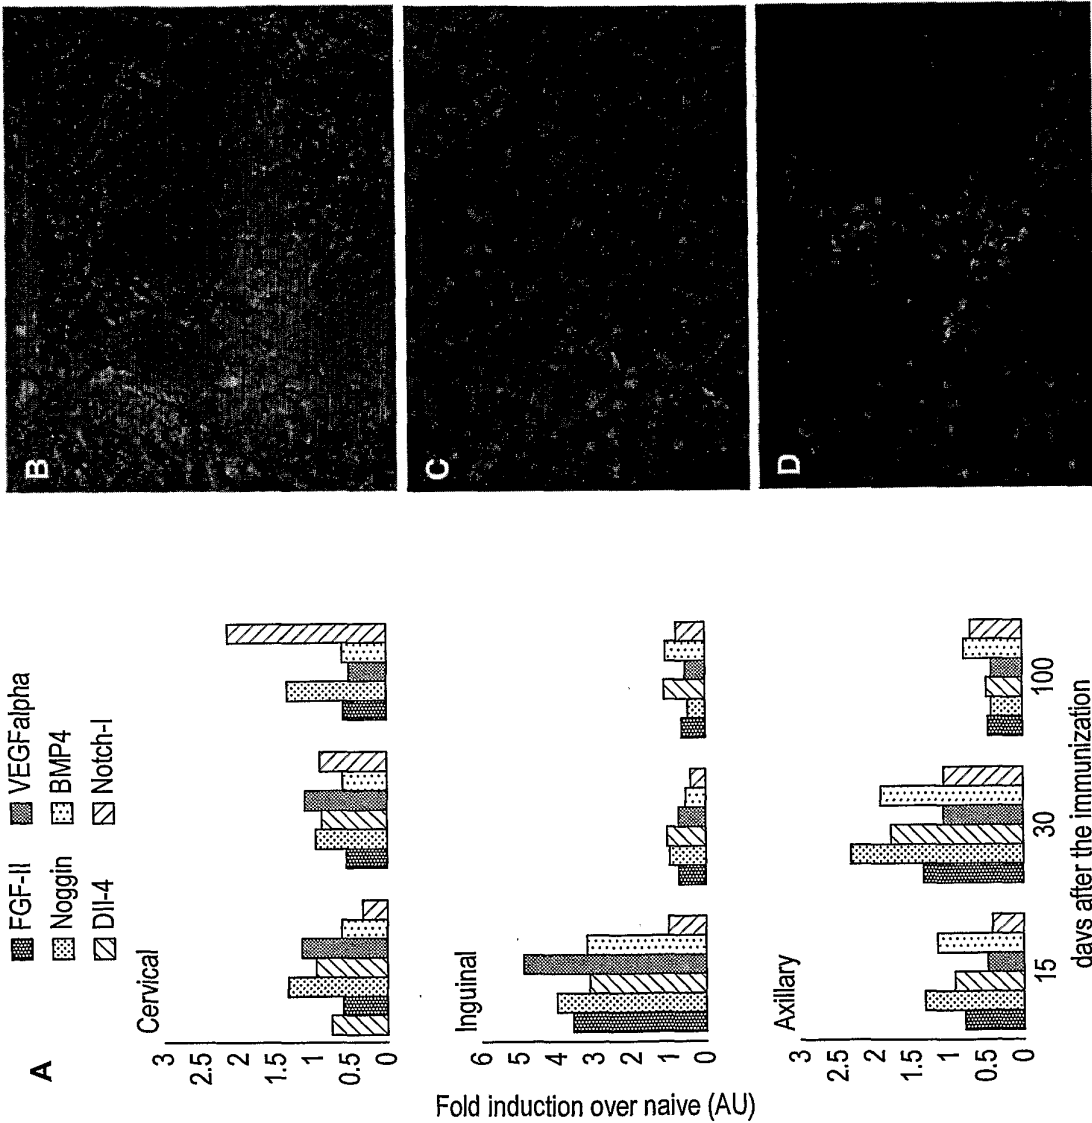 A
FGF-II
VEGFalpha
Noggin
BMP4
Dll-4
Notch-I
Fold induction over naive (AU)
Cervical
3
2.5
2
1.5
1
0.5
0
Inguinal
6
5
4
3
2
1
0
Axillary
3
2.5
2
1.5
1
0.5
0
15
30
100
days after the immunization
B
C
D